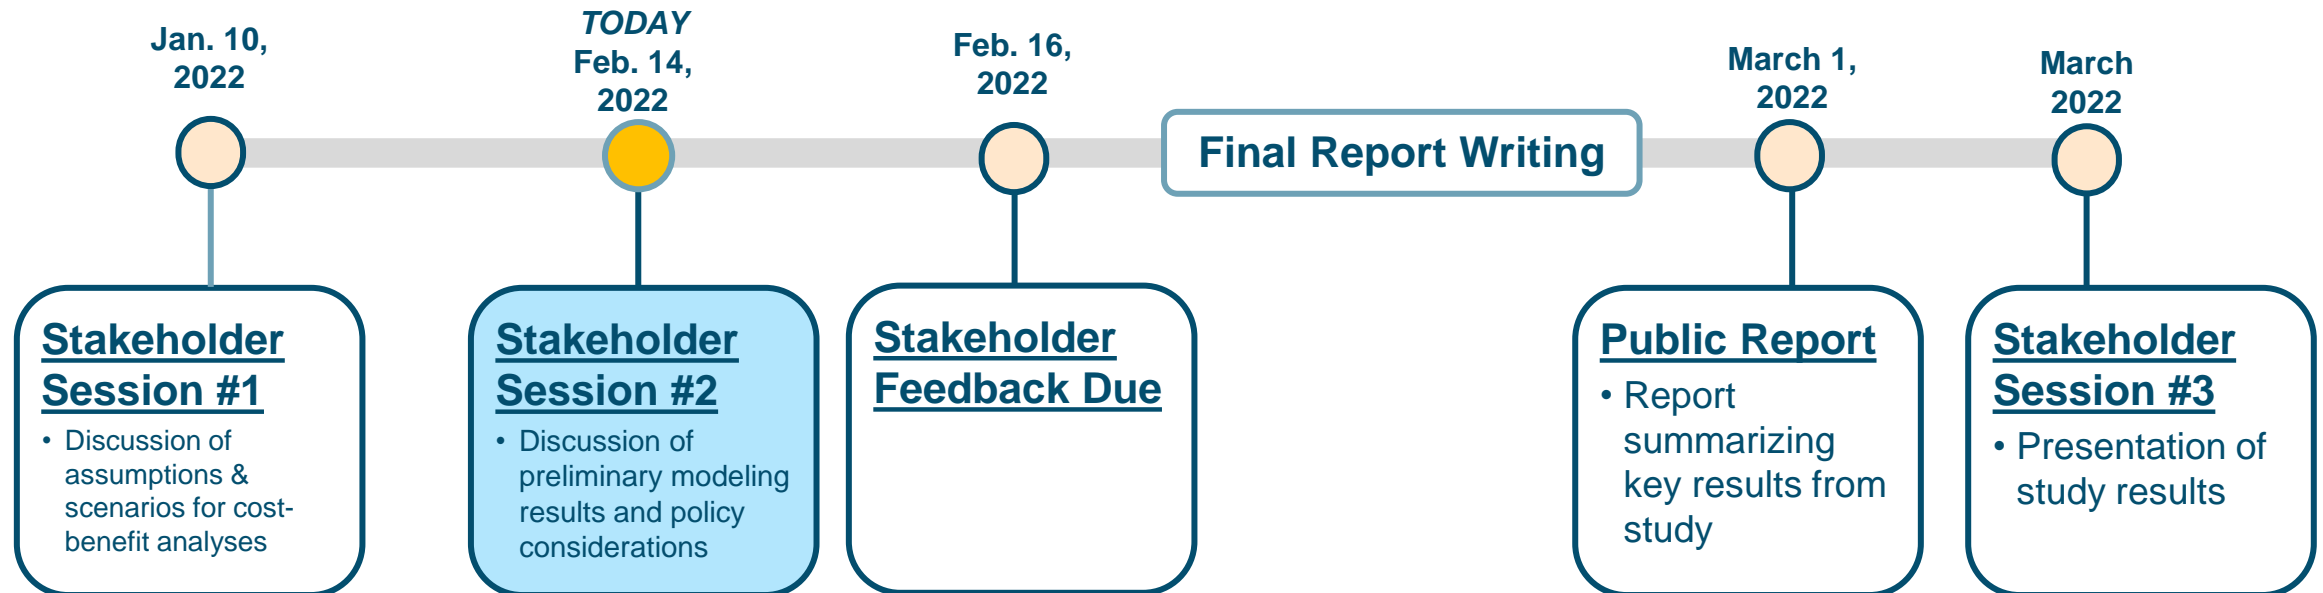 Jan. 10,
2022
TODAY
Feb. 14,
2022
Feb. 16,
2022
Final Report Writing
March 1,
2022
March
2022
Stakeholder
Session #1
• Discussion of
assumptions &
scenarios for cost-
benefit analyses
Stakeholder
Session #2
• Discussion of
preliminary modeling
results and policy
considerations
Stakeholder
Feedback Due
Public Report
• Report
summarizing
key results from
study
Stakeholder
Session #3
• Presentation of
study results